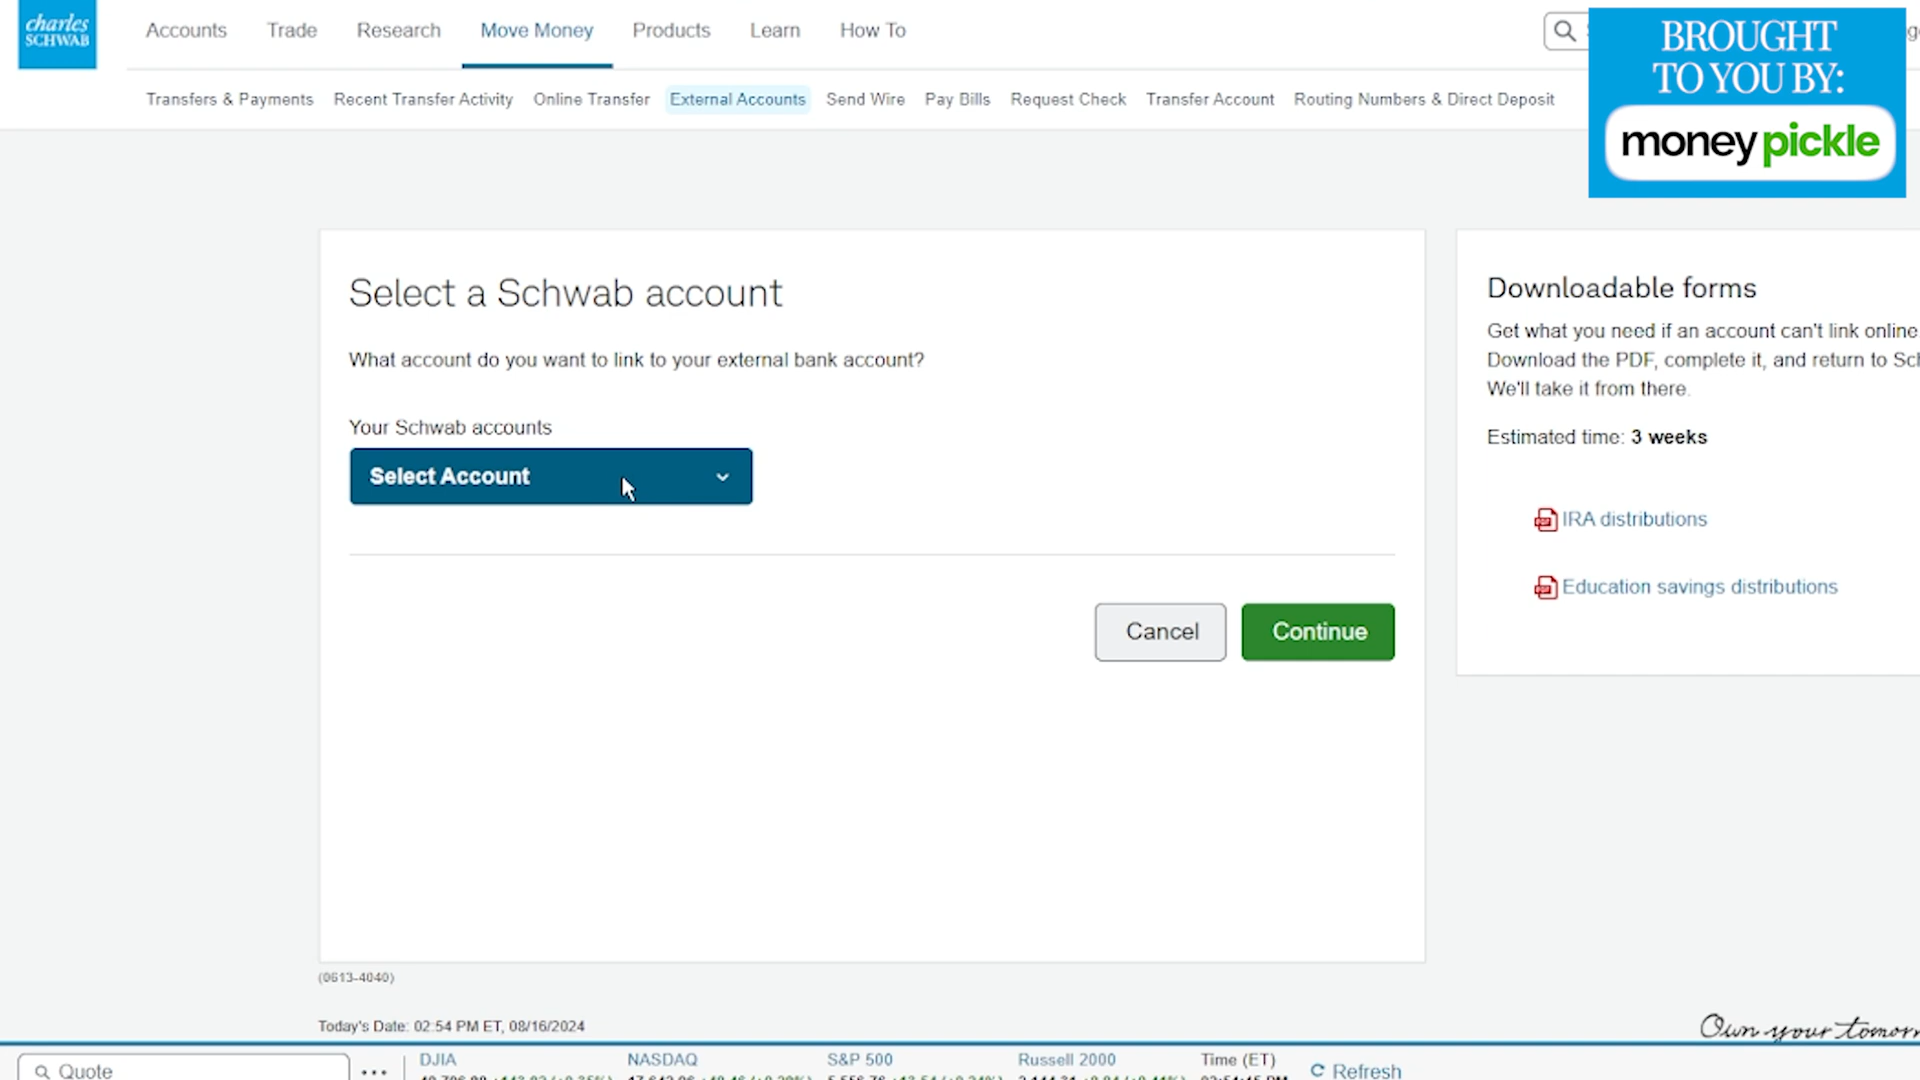 charles
SCHWAB
Accounts Trade Research Move Money Products Learn How To
Transfers & Payments Recent Transfer Activity Online Transfer External Accounts Send Wire Pay Bills Request Check Transfer Account Routing Numbers & Direct Deposit
BROUGHT
TO YOU BY:
moneypickle
Select a Schwab account
What account do you want to link to your external bank account?
Your Schwab accounts
Select Account
Cancel Continue
Downloadable forms
Get what you need if an account can't link online
Download the PDF, complete it, and return to Sch
We'll take it from there.
Estimated time: 3 weeks
IRA distributions
Education savings distributions
(0613-4040)
Today's Date: 02:54 PM ET, 08/16/2024
Own your tomorr
Quote
DJIA NASDAQ S&P 500 Russell 2000 Time (ET)
Refresh